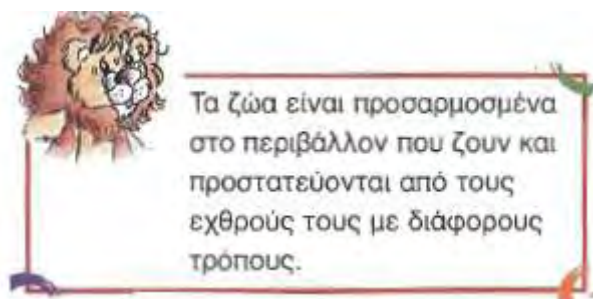 Τα ζώα είναι προσαρμοσμένα
στο περιβάλλον που ζουν και
προστατεύονται από τους
εχθρούς τους με διάφορους
τρόπους.